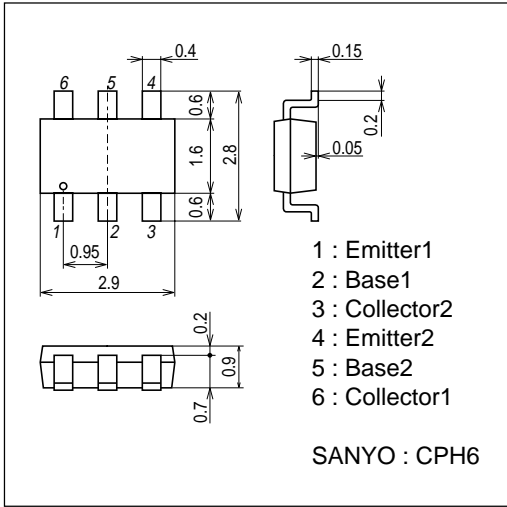 0.4
0.15
6 5 4
0.6
1.6
0.6
2.8
0.2
0.05
1 2 3
0.95
2.9
0.2
0.9
0.7
1 : Emitter1
2 : Base1
3 : Collector2
4 : Emitter2
5 : Base2
6 : Collector1
SANYO : CPH6